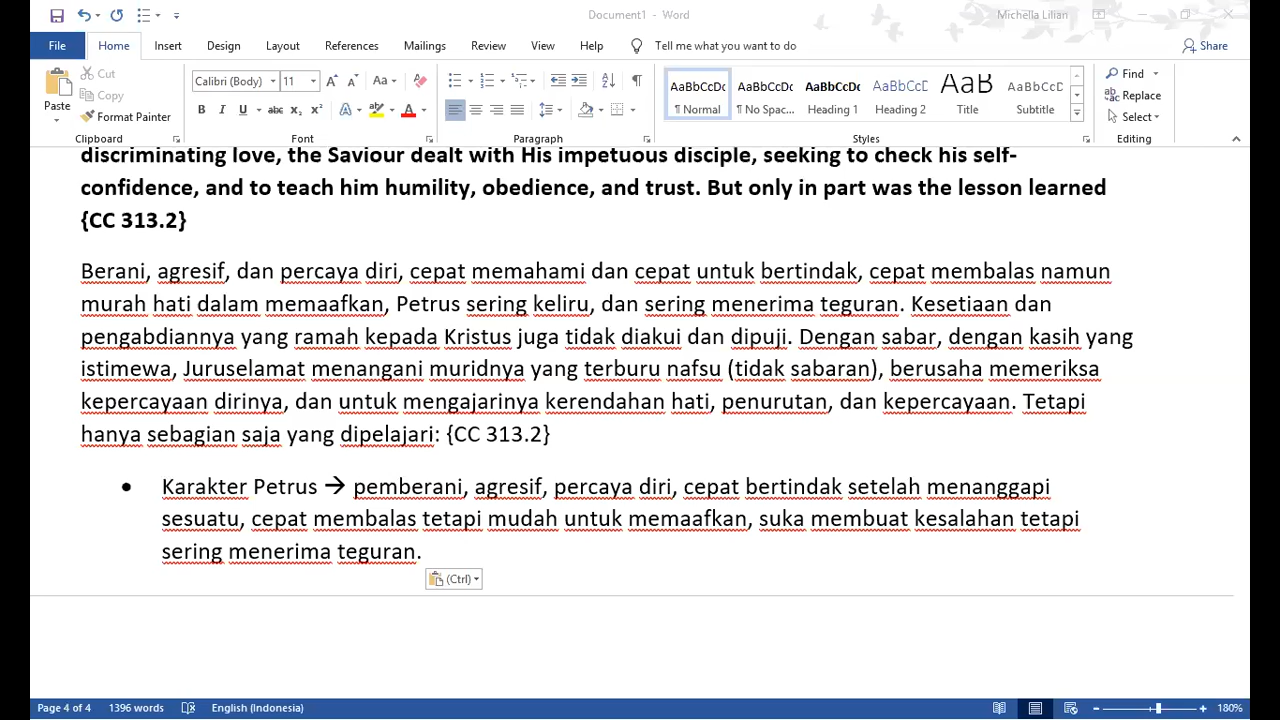 Document1 - Word
Michella Lilian
File Home Insert Design Layout References Mailings Review View Help Tell me what you want to do Share
Paste
Cut
Copy
Format Painter
Clipboard
Calibri (Body) 11
Font
Paragraph
AaBbCcDc AaBbCcDc AaBbCcDc AaBbCcD AaB AaBbCcD
¶ Normal ¶ No Spac... Heading 1 Heading 2 Title Subtitle
Styles
Find
Replace
Select
Editing
discriminating love, the Saviour dealt with His impetuous disciple, seeking to check his self-
confidence, and to teach him humility, obedience, and trust. But only in part was the lesson learned
{CC 313.2}
Berani, agresif, dan percaya diri, cepat memahami dan cepat untuk bertindak, cepat membalas namun
murah hati dalam memaafkan, Petrus sering keliru, dan sering menerima teguran. Kesetiaan dan
pengabdiannya yang ramah kepada Kristus juga tidak diakui dan dipuji. Dengan sabar, dengan kasih yang
istimewa, Juruselamat menangani muridnya yang terburu nafsu (tidak sabaran), berusaha memeriksa
kepercayaan dirinya, dan untuk mengajarinya kerendahan hati, penurutan, dan kepercayaan. Tetapi
hanya sebagian saja yang dipelajari: {CC 313.2}
• Karakter Petrus → pemberani, agresif, percaya diri, cepat bertindak setelah menanggapi
sesuatu, cepat membalas tetapi mudah untuk memaafkan, suka membuat kesalahan tetapi
sering menerima teguran.
(Ctrl)
Page 4 of 4 1396 words English (Indonesia) 180%